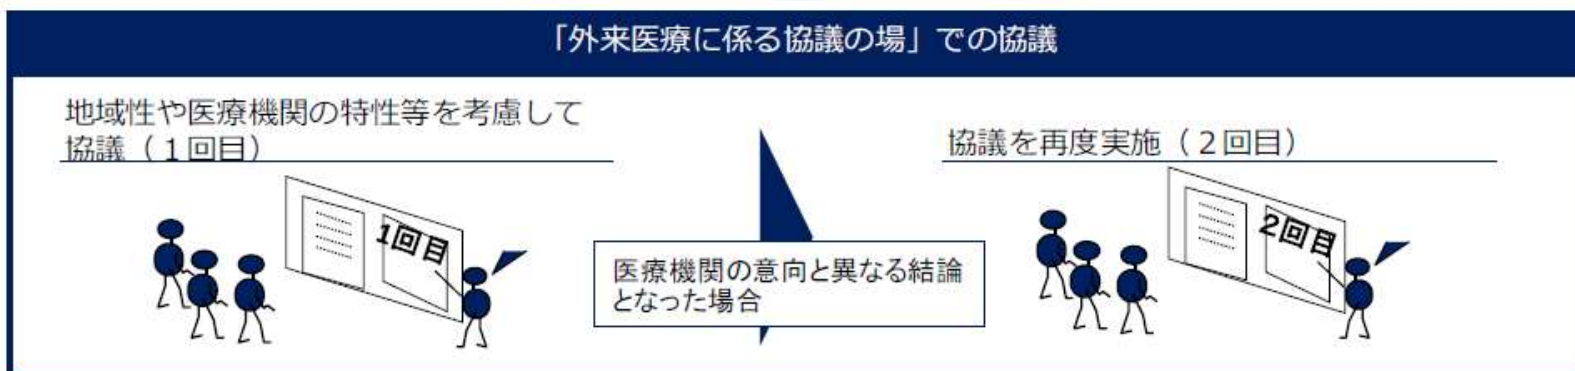 「外来医療に係る協議の場」での協議
地域性や医療機関の特性等を考慮して
協議（１回目）
1回目
医療機関の意向と異なる結論
となった場合
協議を再度実施（２回目）
2回目